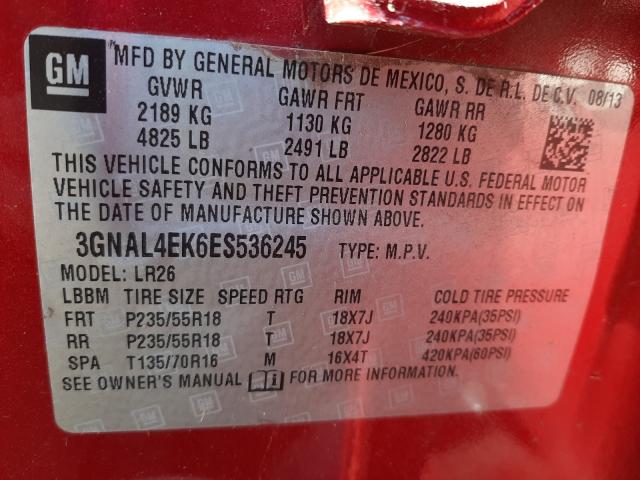 GM
MFD BY GENERAL MOTORS DE MEXICO, S. DE R.L. DE C.V. 08/13
GVWR GAWR FRT GAWR RR
2189 KG 1130 KG 1280 KG
4825 LB 2491 LB 2822 LB
THIS VEHICLE CONFORMS TO ALL APPLICABLE U.S. FEDERAL MOTOR
VEHICLE SAFETY AND THEFT PREVENTION STANDARDS IN EFFECT ON
THE DATE OF MANUFACTURE SHOWN ABOVE.
3GNAL4EK6ES536245 TYPE: M.P.V.
MODEL: LR26
LBBM TIRE SIZE SPEED RTG RIM COLD TIRE PRESSURE
FRT P235/55R18 T 18X7J 240KPA(35PSI)
RR P235/55R18 T 18X7J 240KPA(35PSI)
SPA T135/70R16 M 16X4T 420KPA(60PSI)
SEE OWNER'S MANUAL FOR MORE INFORMATION.